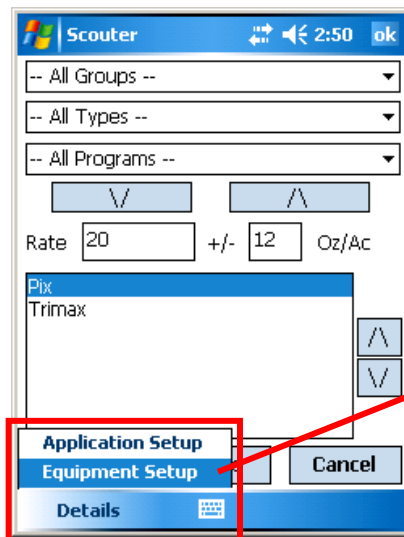 Scouter 2:50 ok
-- All Groups --
-- All Types --
-- All Programs --
\/ /\
Rate 20 +/- 12 Oz/Ac
Pix
Trimax
/\
\/
Application Setup
Equipment Setup Cancel
Details